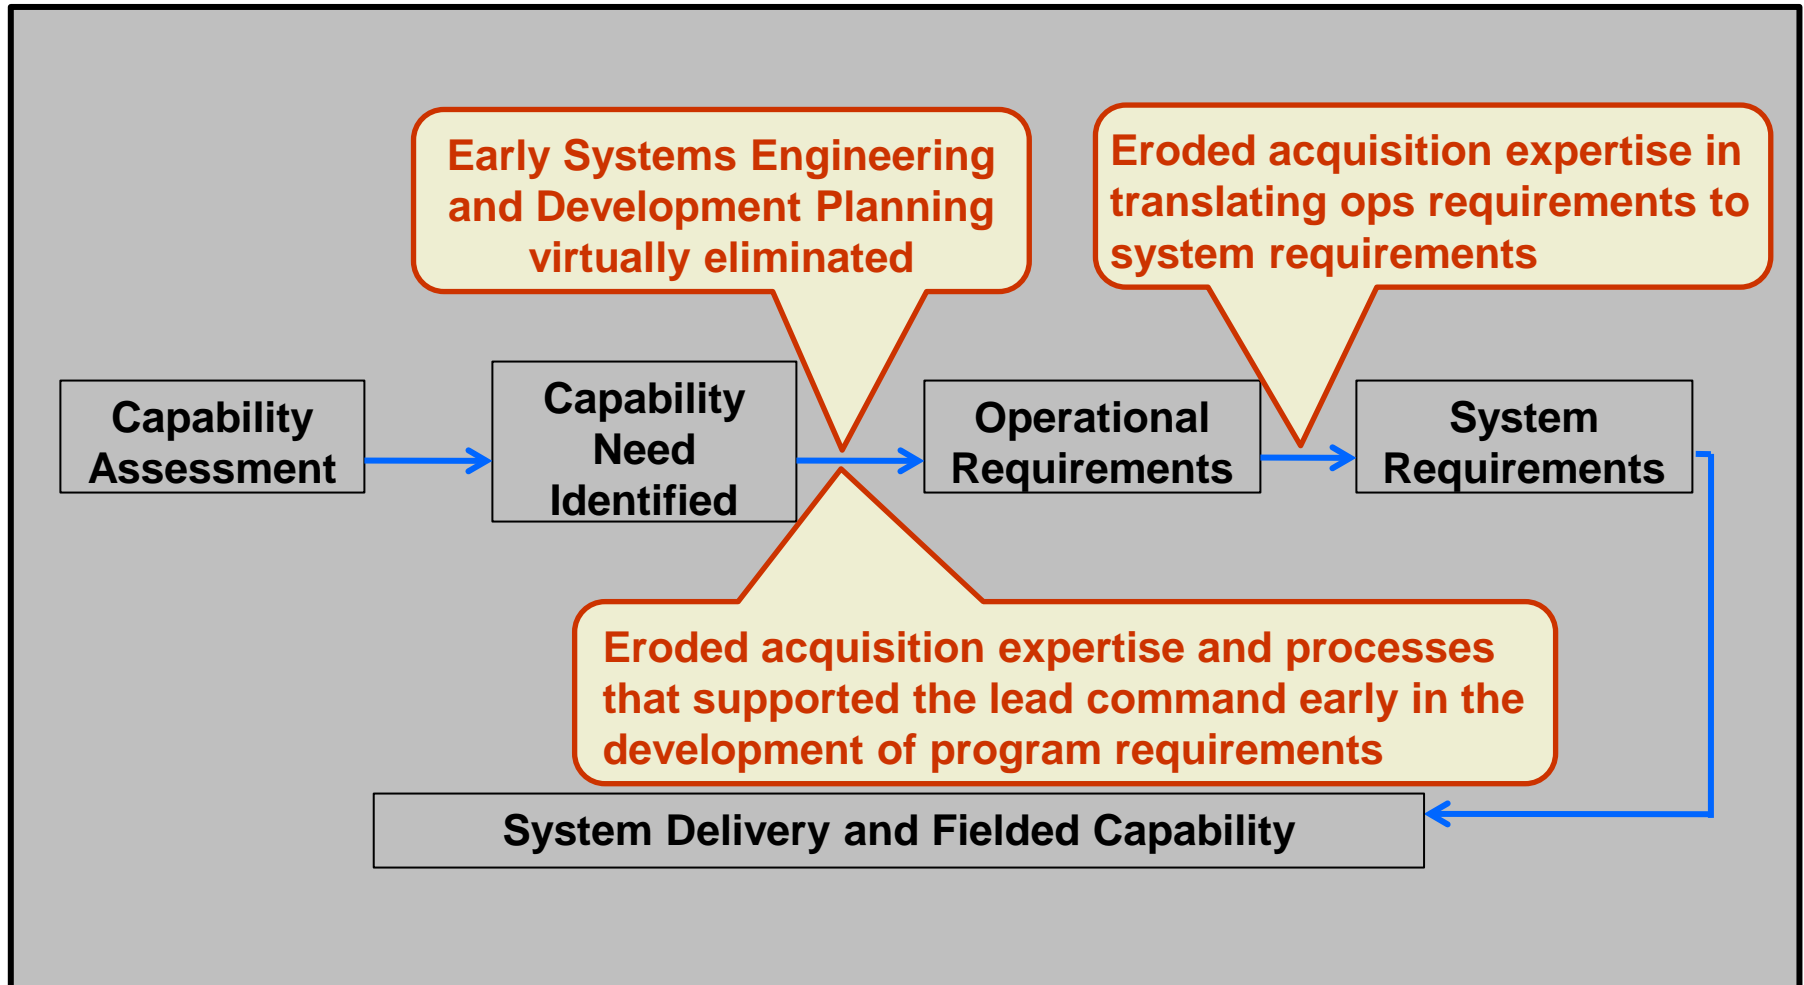 Early Systems Engineering
and Development Planning
virtually eliminated
Eroded acquisition expertise in
translating ops requirements to
system requirements
Capability
Assessment
Capability
Need
Identified
Operational
Requirements
System
Requirements
Eroded acquisition expertise and processes
that supported the lead command early in the
development of program requirements
System Delivery and Fielded Capability